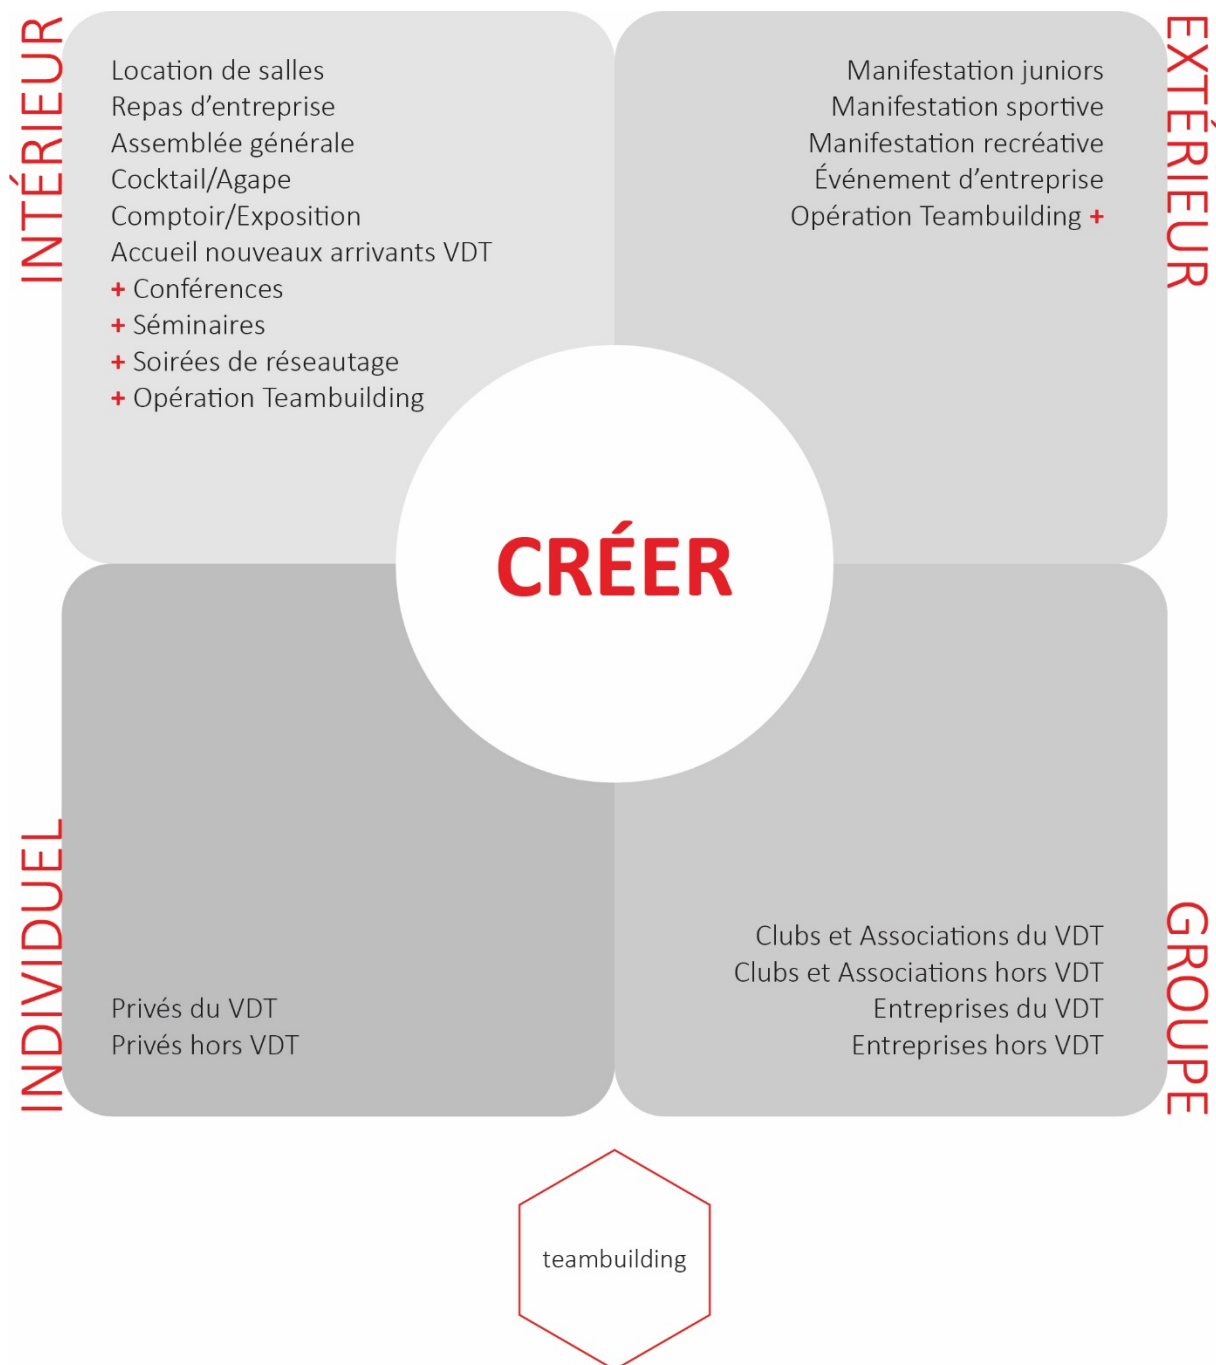 INTÉRIEUR
Location de salles
Repas d’entreprise
Assemblée générale
Cocktail/Agape
Comptoir/Exposition
Accueil nouveaux arrivants VDT
+ Conférences
+ Séminaires
+ Soirées de réseautage
+ Opération Teambuilding
EXTÉRIEUR
Manifestation juniors
Manifestation sportive
Manifestation recréative
Événement d’entreprise
Opération Teambuilding +
CRÉER
INDIVIDUEL
Privés du VDT
Privés hors VDT
GROUPE
Clubs et Associations du VDT
Clubs et Associations hors VDT
Entreprises du VDT
Entreprises hors VDT
teambuilding